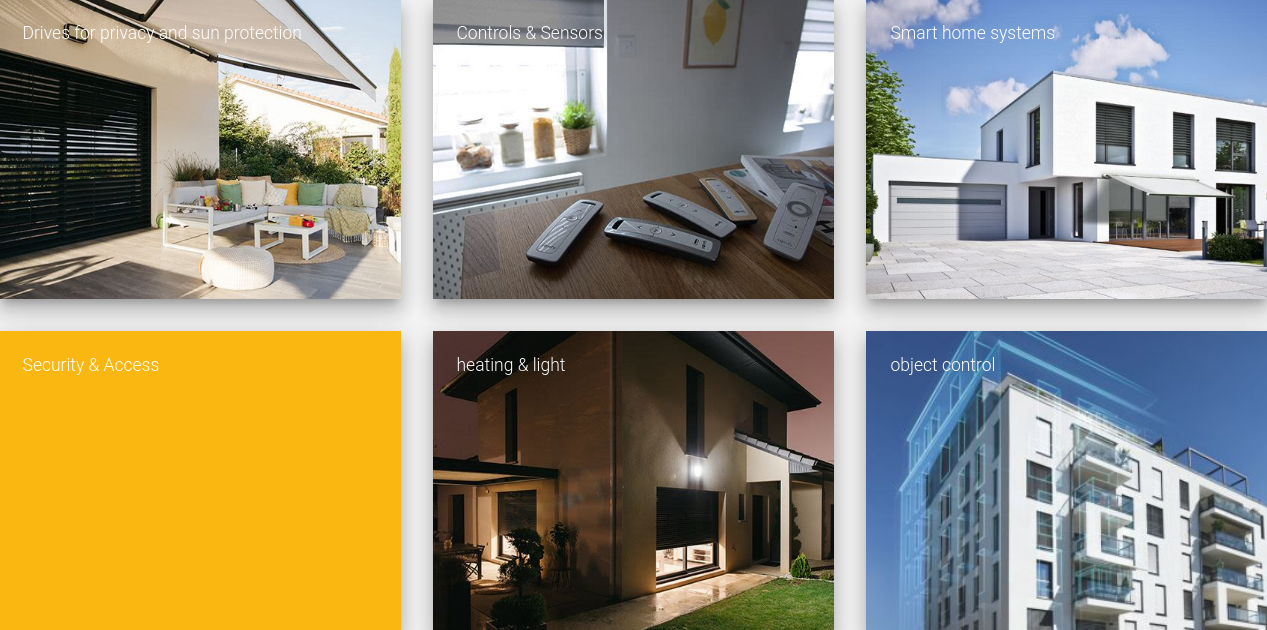 Drives for privacy and sun protection
Controls & Sensors
Smart home systems
Security & Access
heating & light
object control